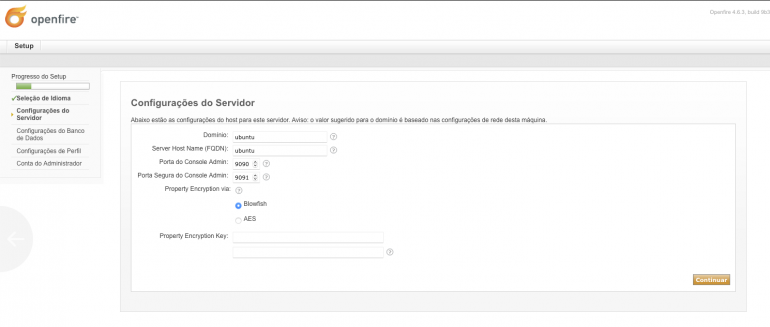 openfire
Openfire 4.8.3, build
Setup
Progresso do Setup
Seleção de Idioma
Configurações do
Servidor
Configurações do Banco
de Dados
Configurações de Perfil
Conta do Administrador
Configurações do Servidor
Abaixo estão as configurações do host para este servidor. Aviso: o valor sugerido para o domínio é baseado nas configurações de rede desta máquina.
Domínio: ubuntu
Server Host Name (FQDN): ubuntu
Porta do Console Admin: 9090
Porta Segura do Console Admin: 9091
Property Encryption via:
Blowfish
AES
Property Encryption Key:
Continuar